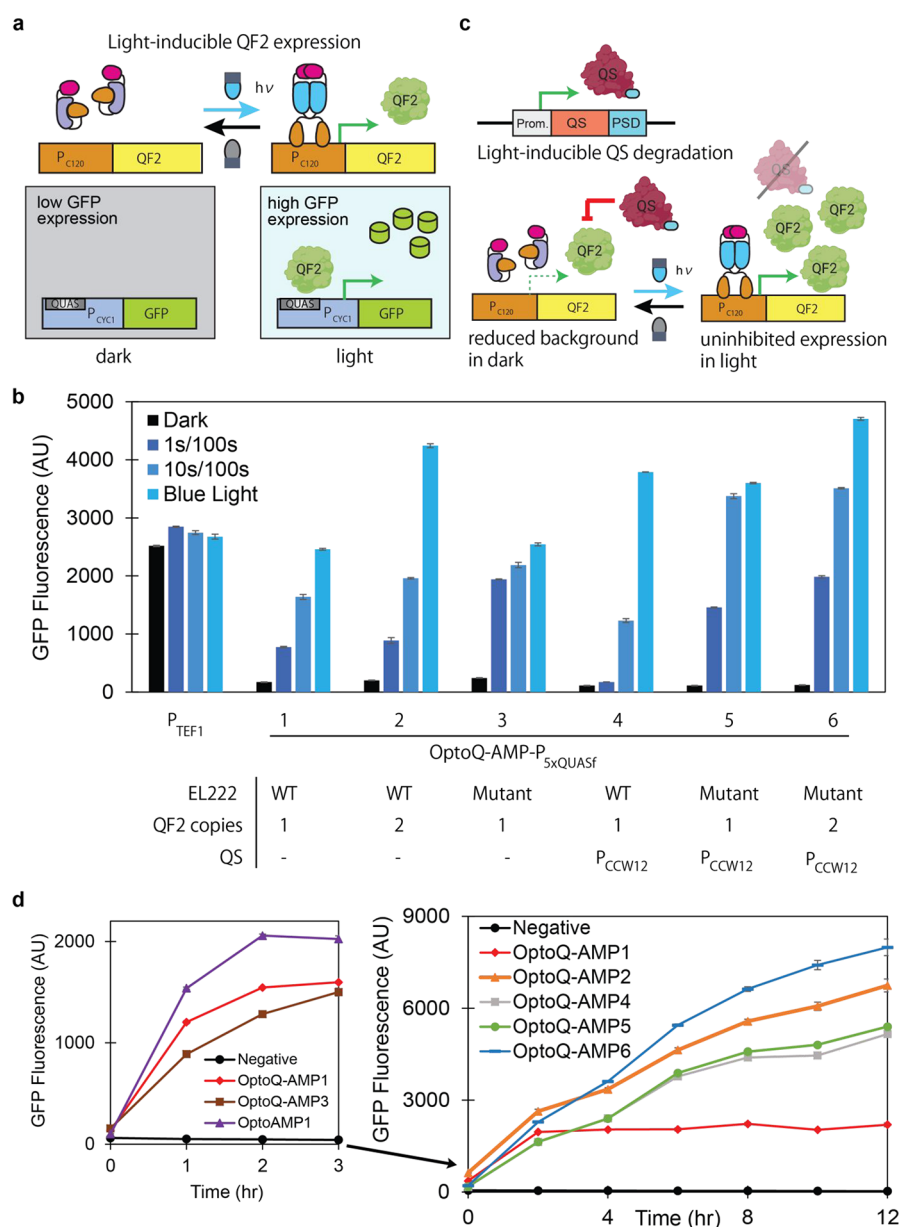 a
Light-inducible QF2 expression
hν
QF2
P C120
QF2
P C120
QF2
low GFP
expression
QUAS
P CYC1
GFP
dark
high GFP
expression
QF2
QUAS
P CYC1
GFP
light
c
QS
Prom.
QS
PSD
Light-inducible QS degradation
QS
QF2
P C120
QF2
reduced background
in dark
hν
QS
QF2
QF2
QF2
P C120
QF2
uninhibited expression
in light
b
GFP Fluorescence (AU)
5000
4000
3000
2000
1000
0
Dark
1s/100s
10s/100s
Blue Light
P TEF1
1
2
3
4
5
6
OptoQ-AMP-P 5xQUASf
EL222
WT
WT
Mutant
WT
Mutant
Mutant
QF2 copies
1
2
1
1
1
2
QS
-
-
-
P CCW12
P CCW12
P CCW12
d
GFP Fluorescence (AU)
2000
1000
0
Negative
OptoQ-AMP1
OptoQ-AMP3
OptoAMP1
0
1
2
3
Time (hr)
GFP Fluorescence (AU)
9000
6000
3000
0
Negative
OptoQ-AMP1
OptoQ-AMP2
OptoQ-AMP4
OptoQ-AMP5
OptoQ-AMP6
0
4
8
12
Time (hr)